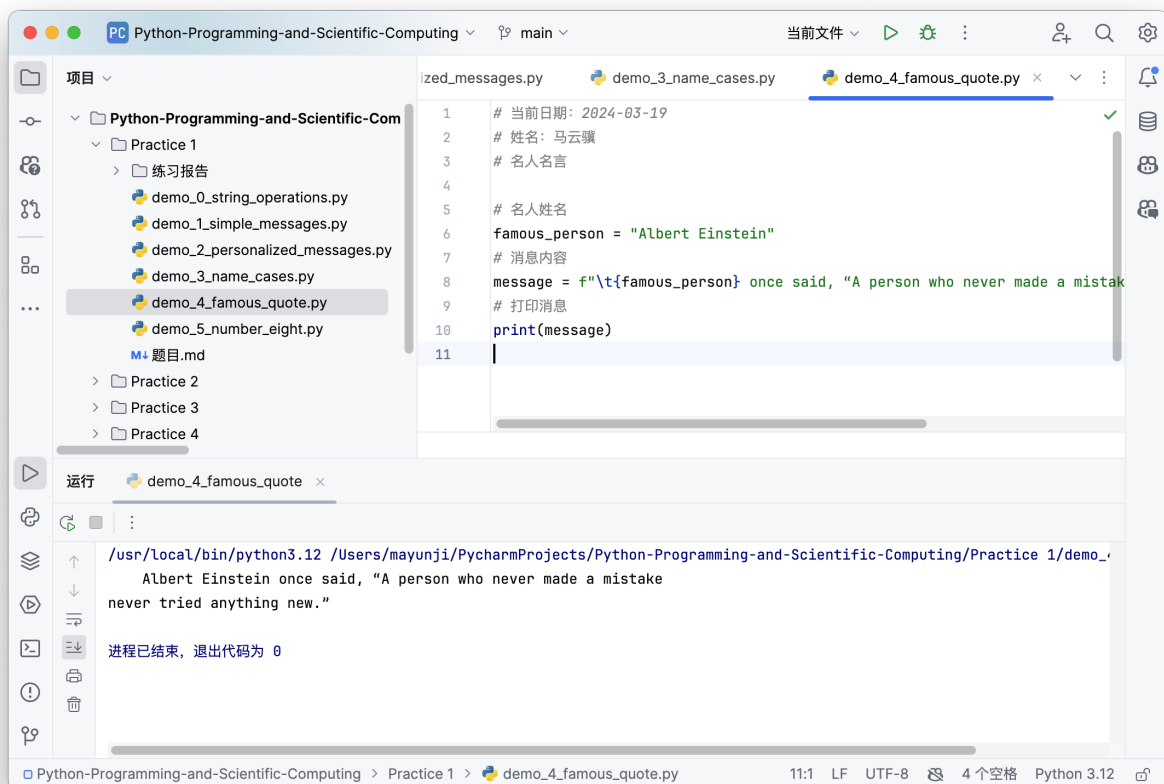 PC Python-Programming-and-Scientific-Computing main 当前文件
项目
Python-Programming-and-Scientific-Com
Practice 1
练习报告
demo_0_string_operations.py
demo_1_simple_messages.py
demo_2_personalized_messages.py
demo_3_name_cases.py
demo_4_famous_quote.py
demo_5_number_eight.py
M↓ 题目.md
Practice 2
Practice 3
Practice 4
ized_messages.py demo_3_name_cases.py demo_4_famous_quote.py
1 # 当前日期：2024-03-19
2 # 姓名：马云骥
3 # 名人名言
4
5 # 名人姓名
6 famous_person = "Albert Einstein"
7 # 消息内容
8 message = f"\t{famous_person} once said, “A person who never made a mistak
9 # 打印消息
10 print(message)
11
运行 demo_4_famous_quote
/usr/local/bin/python3.12 /Users/mayunji/PycharmProjects/Python-Programming-and-Scientific-Computing/Practice 1/demo_4
Albert Einstein once said, “A person who never made a mistake
never tried anything new.”
进程已结束，退出代码为 0
Python-Programming-and-Scientific-Computing > Practice 1 > demo_4_famous_quote.py 11:1 LF UTF-8 4 个空格 Python 3.12